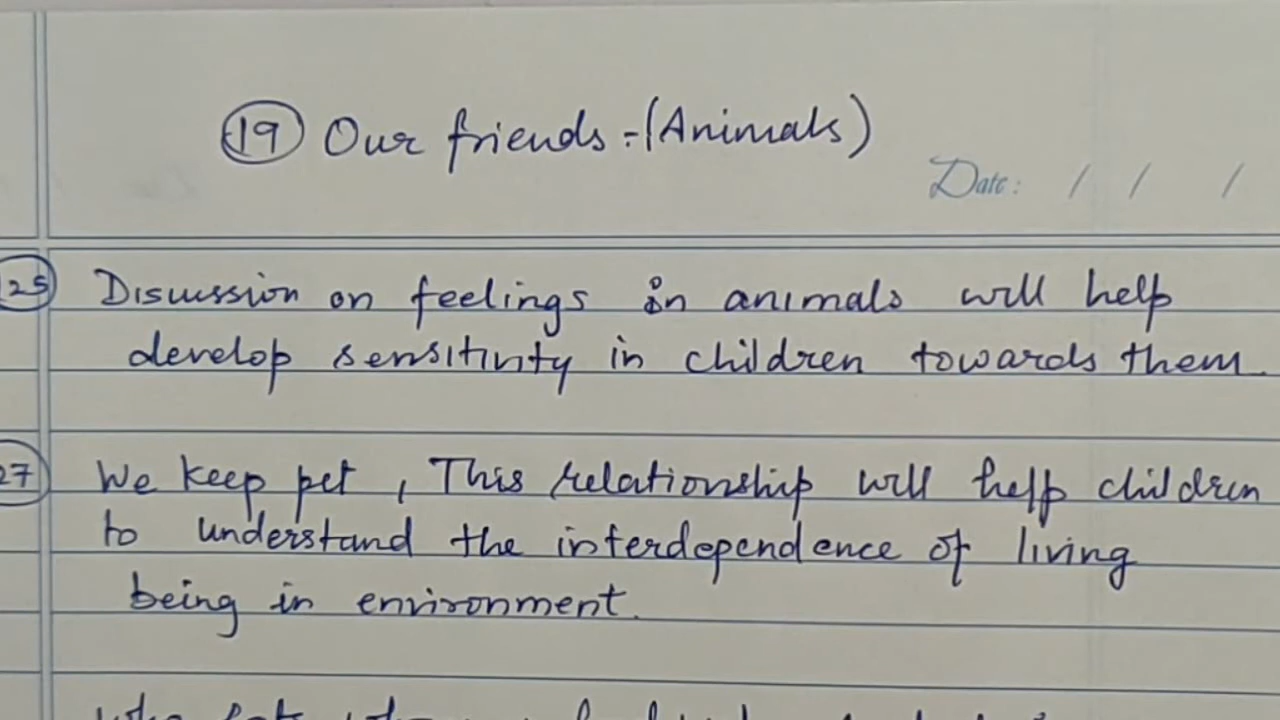 19 Our friends :- (Animals)
Date: / / /
25 Discussion on feelings in animals will help
develop sensitivity in children towards them.
27 We keep pet, This relationship will help children
to understand the interdependence of living
being in environment.